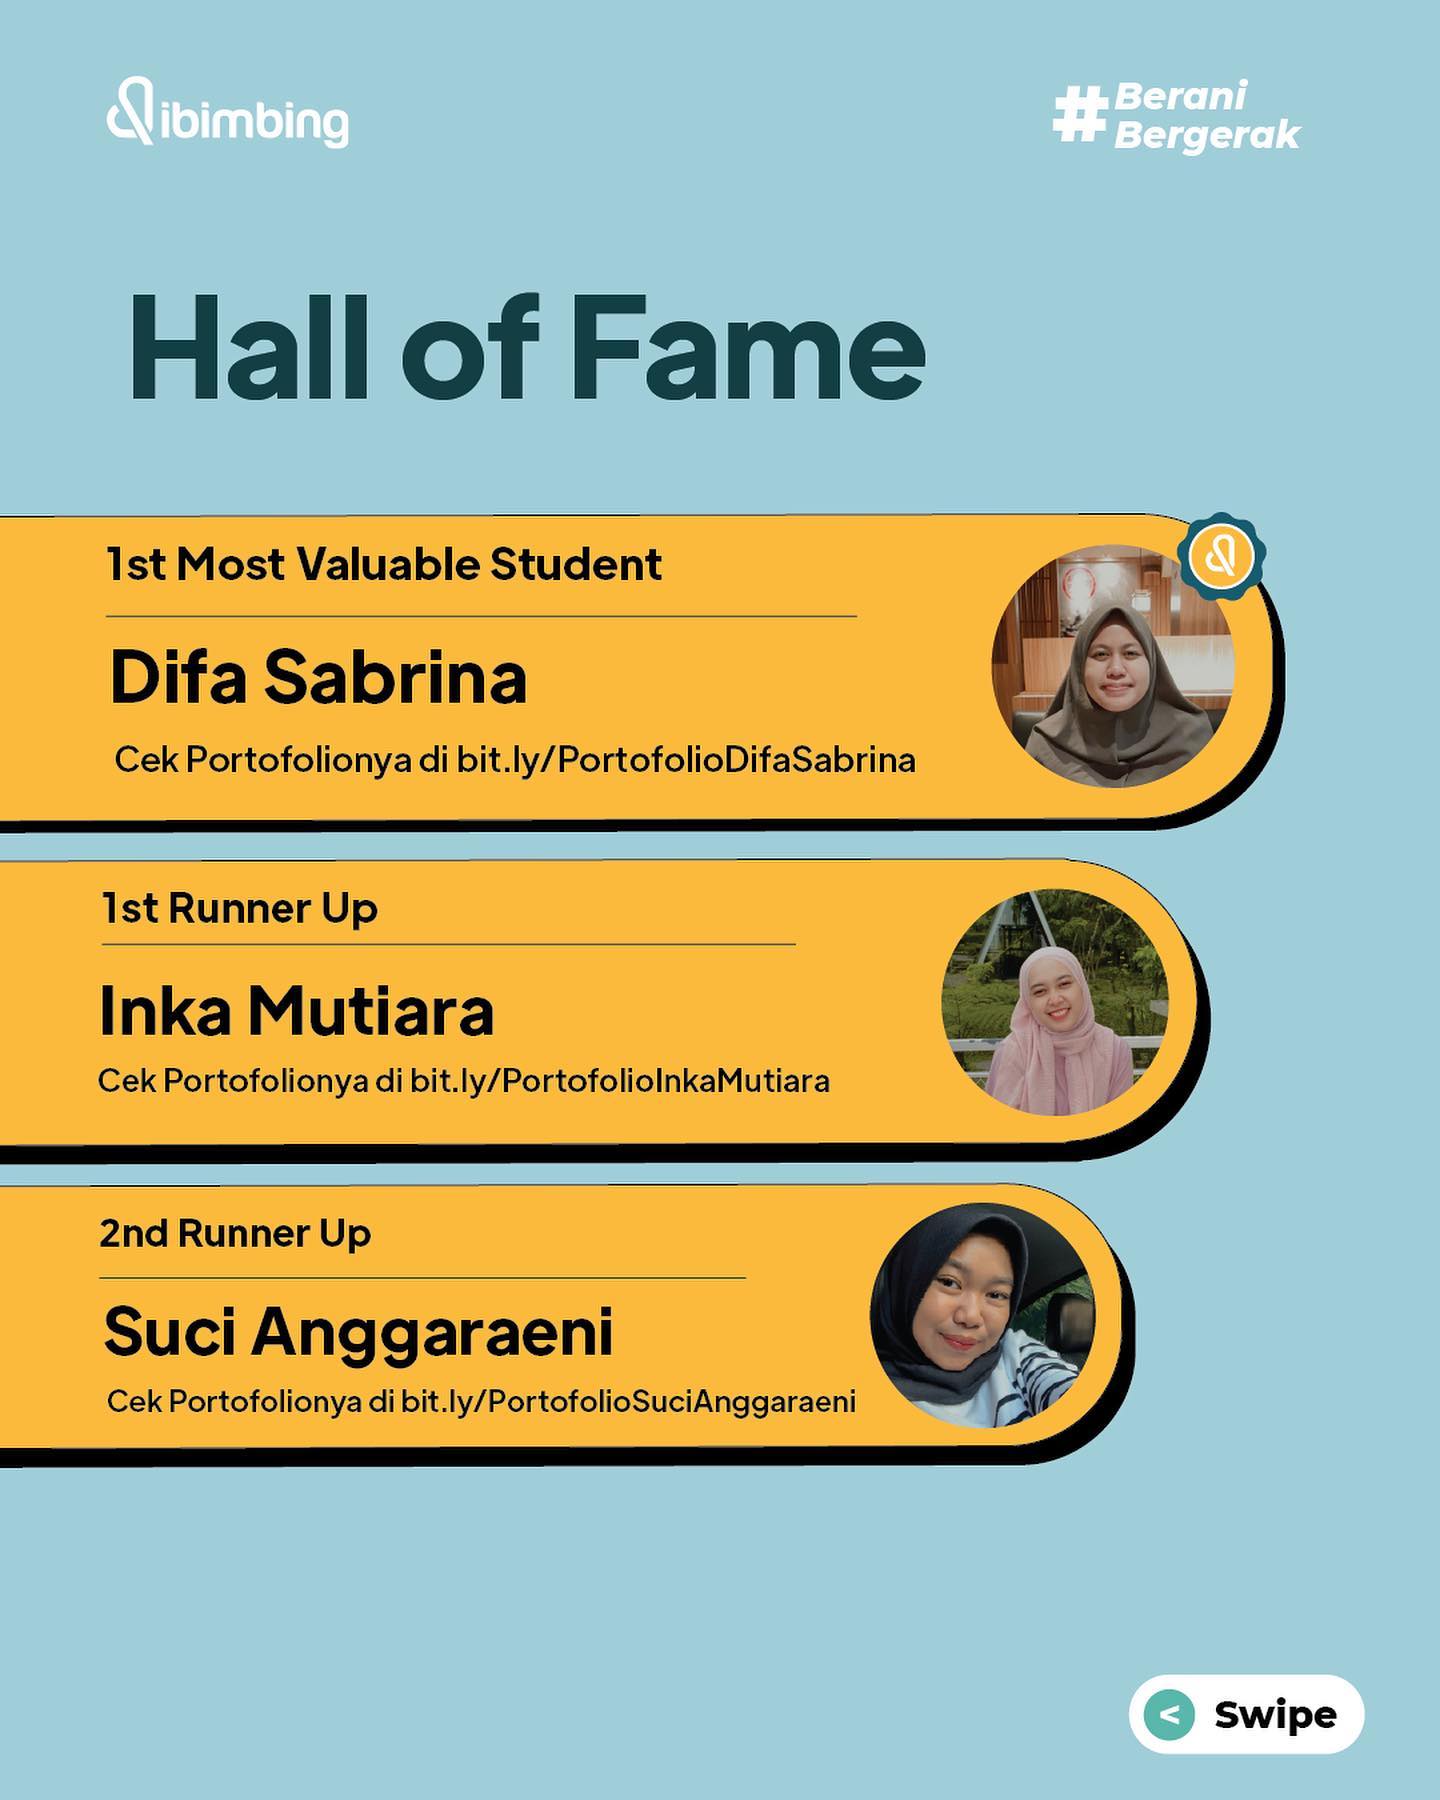 ibimbing
#Berani
Bergerak
Hall of Fame
1st Most Valuable Student
Difa Sabrina
Cek Portofolionya di bit.ly/PortofolioDifaSabrina
1st Runner Up
Inka Mutiara
Cek Portofolionya di bit.ly/PortofolioInkaMutiara
2nd Runner Up
Suci Anggaraeni
Cek Portofolionya di bit.ly/PortofolioSuciAnggaraeni
< Swipe